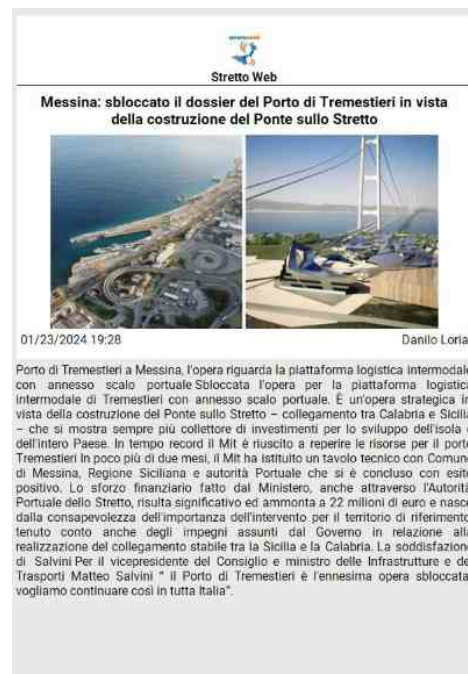 Stretto Web
Messina: sbloccato il dossier del Porto di Tremestieri in vista
della costruzione del Ponte sullo Stretto
01/23/2024 19:28 Danilo Loria
Porto di Tremestieri a Messina, l'opera riguarda la piattaforma logistica intermodale
con annesso scalo portuale Sbloccata l'opera per la piattaforma logistica
intermodale di Tremestieri con annesso scalo portuale. È un'opera strategica in
vista della costruzione del Ponte sullo Stretto – collegamento tra Calabria e Sicilia
– che si mostra sempre più collettore di investimenti per lo sviluppo dell'isola
dell'intero Paese. In tempo record il Mit è riuscito a reperire le risorse per il porto
Tremestieri In poco più di due mesi, il Mit ha istituito un tavolo tecnico con Comune
di Messina, Regione Siciliana e autorità Portuale che si è concluso con esito
positivo. Lo sforzo finanziario fatto dal Ministero, anche attraverso l'Autorità
Portuale dello Stretto, risulta significativo ed ammonta a 22 milioni di euro e nasce
dalla consapevolezza dell'importanza dell'intervento per il territorio di riferimento
tenuto conto anche degli impegni assunti dal Governo in relazione alla
realizzazione del collegamento stabile tra la Sicilia e la Calabria. La soddisfazione
di Salvini Per il vicepresidente del Consiglio e ministro delle Infrastrutture e de
Trasporti Matteo Salvini " il Porto di Tremestieri è l'ennesima opera sbloccata
vogliamo continuare così in tutta Italia".